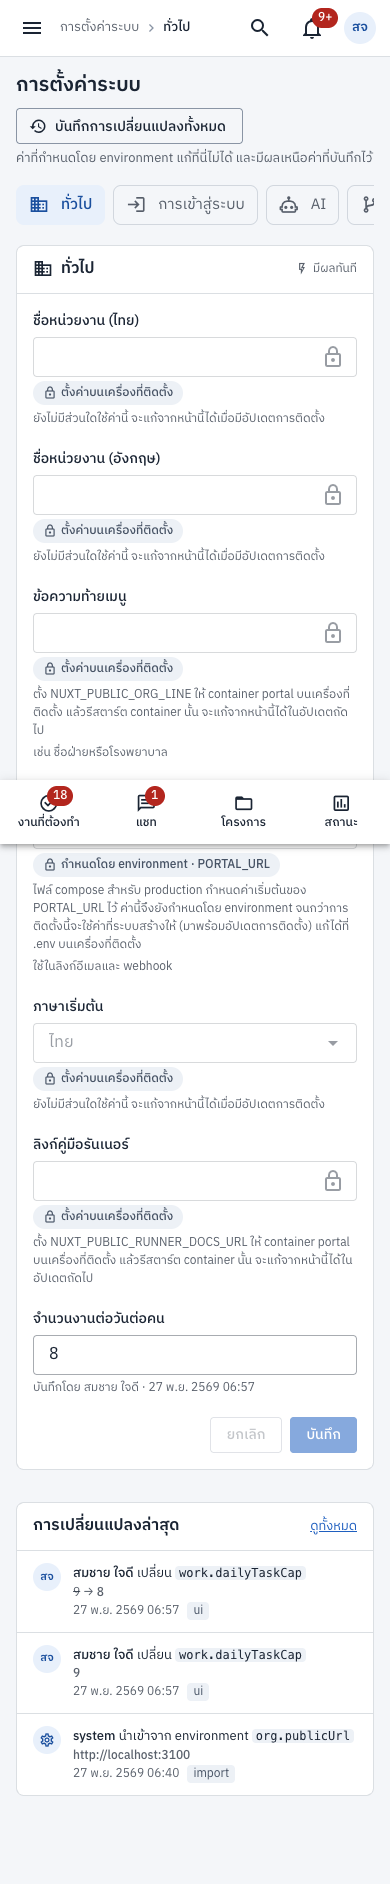 การตั้งค่าระบบ > ทั่วไป
9+
สจ
การตั้งค่าระบบ
บันทึกการเปลี่ยนแปลงทั้งหมด
ค่าที่กำหนดโดย environment แก้ที่นี่ไม่ได้ และมีผลเหนือค่าที่บันทึกไว้
ทั่วไป
การเข้าสู่ระบบ
AI
ทั่วไป
มีผลทันที
ชื่อหน่วยงาน (ไทย)
ตั้งค่าบนเครื่องที่ติดตั้ง
ยังไม่มีส่วนใดใช้ค่านี้ จะแก้จากหน้านี้ได้เมื่อมีอัปเดตการติดตั้ง
ชื่อหน่วยงาน (อังกฤษ)
ตั้งค่าบนเครื่องที่ติดตั้ง
ยังไม่มีส่วนใดใช้ค่านี้ จะแก้จากหน้านี้ได้เมื่อมีอัปเดตการติดตั้ง
ข้อความท้ายเมนู
ตั้งค่าบนเครื่องที่ติดตั้ง
ตั้ง NUXT_PUBLIC_ORG_LINE ให้ container portal บนเครื่องที่
ติดตั้ง แล้วรีสตาร์ต container นั้น จะแก้จากหน้านี้ได้ในอัปเดตถัด
ไป
เช่น ชื่อฝ่ายหรือโรงพยาบาล
18
1
งานที่ต้องทำ
แชท
โครงการ
สถานะ
กำหนดโดย environment · PORTAL_URL
ไฟล์ compose สำหรับ production กำหนดค่าเริ่มต้นของ
PORTAL_URL ไว้ ค่านี้จึงยังกำหนดโดย environment จนกว่าการ
ติดตั้งนี้จะใช้ค่าที่ระบบสร้างให้ (มาพร้อมอัปเดตการติดตั้ง) แก้ได้ที่
.env บนเครื่องที่ติดตั้ง
ใช้ในลิงก์อีเมลและ webhook
ภาษาเริ่มต้น
ไทย
ตั้งค่าบนเครื่องที่ติดตั้ง
ยังไม่มีส่วนใดใช้ค่านี้ จะแก้จากหน้านี้ได้เมื่อมีอัปเดตการติดตั้ง
ลิงก์คู่มือรันเนอร์
ตั้งค่าบนเครื่องที่ติดตั้ง
ตั้ง NUXT_PUBLIC_RUNNER_DOCS_URL ให้ container portal
บนเครื่องที่ติดตั้ง แล้วรีสตาร์ต container นั้น จะแก้จากหน้านี้ได้ใน
อัปเดตถัดไป
จำนวนงานต่อวันต่อคน
8
บันทึกโดย สมชาย ใจดี · 27 พ.ย. 2569 06:57
ยกเลิก
บันทึก
การเปลี่ยนแปลงล่าสุด
ดูทั้งหมด
สจ
สมชาย ใจดี เปลี่ยน work.dailyTaskCap
9 → 8
27 พ.ย. 2569 06:57 ui
สจ
สมชาย ใจดี เปลี่ยน work.dailyTaskCap
9
27 พ.ย. 2569 06:57 ui
system นำเข้าจาก environment org.publicUrl
http://localhost:3100
27 พ.ย. 2569 06:40 import